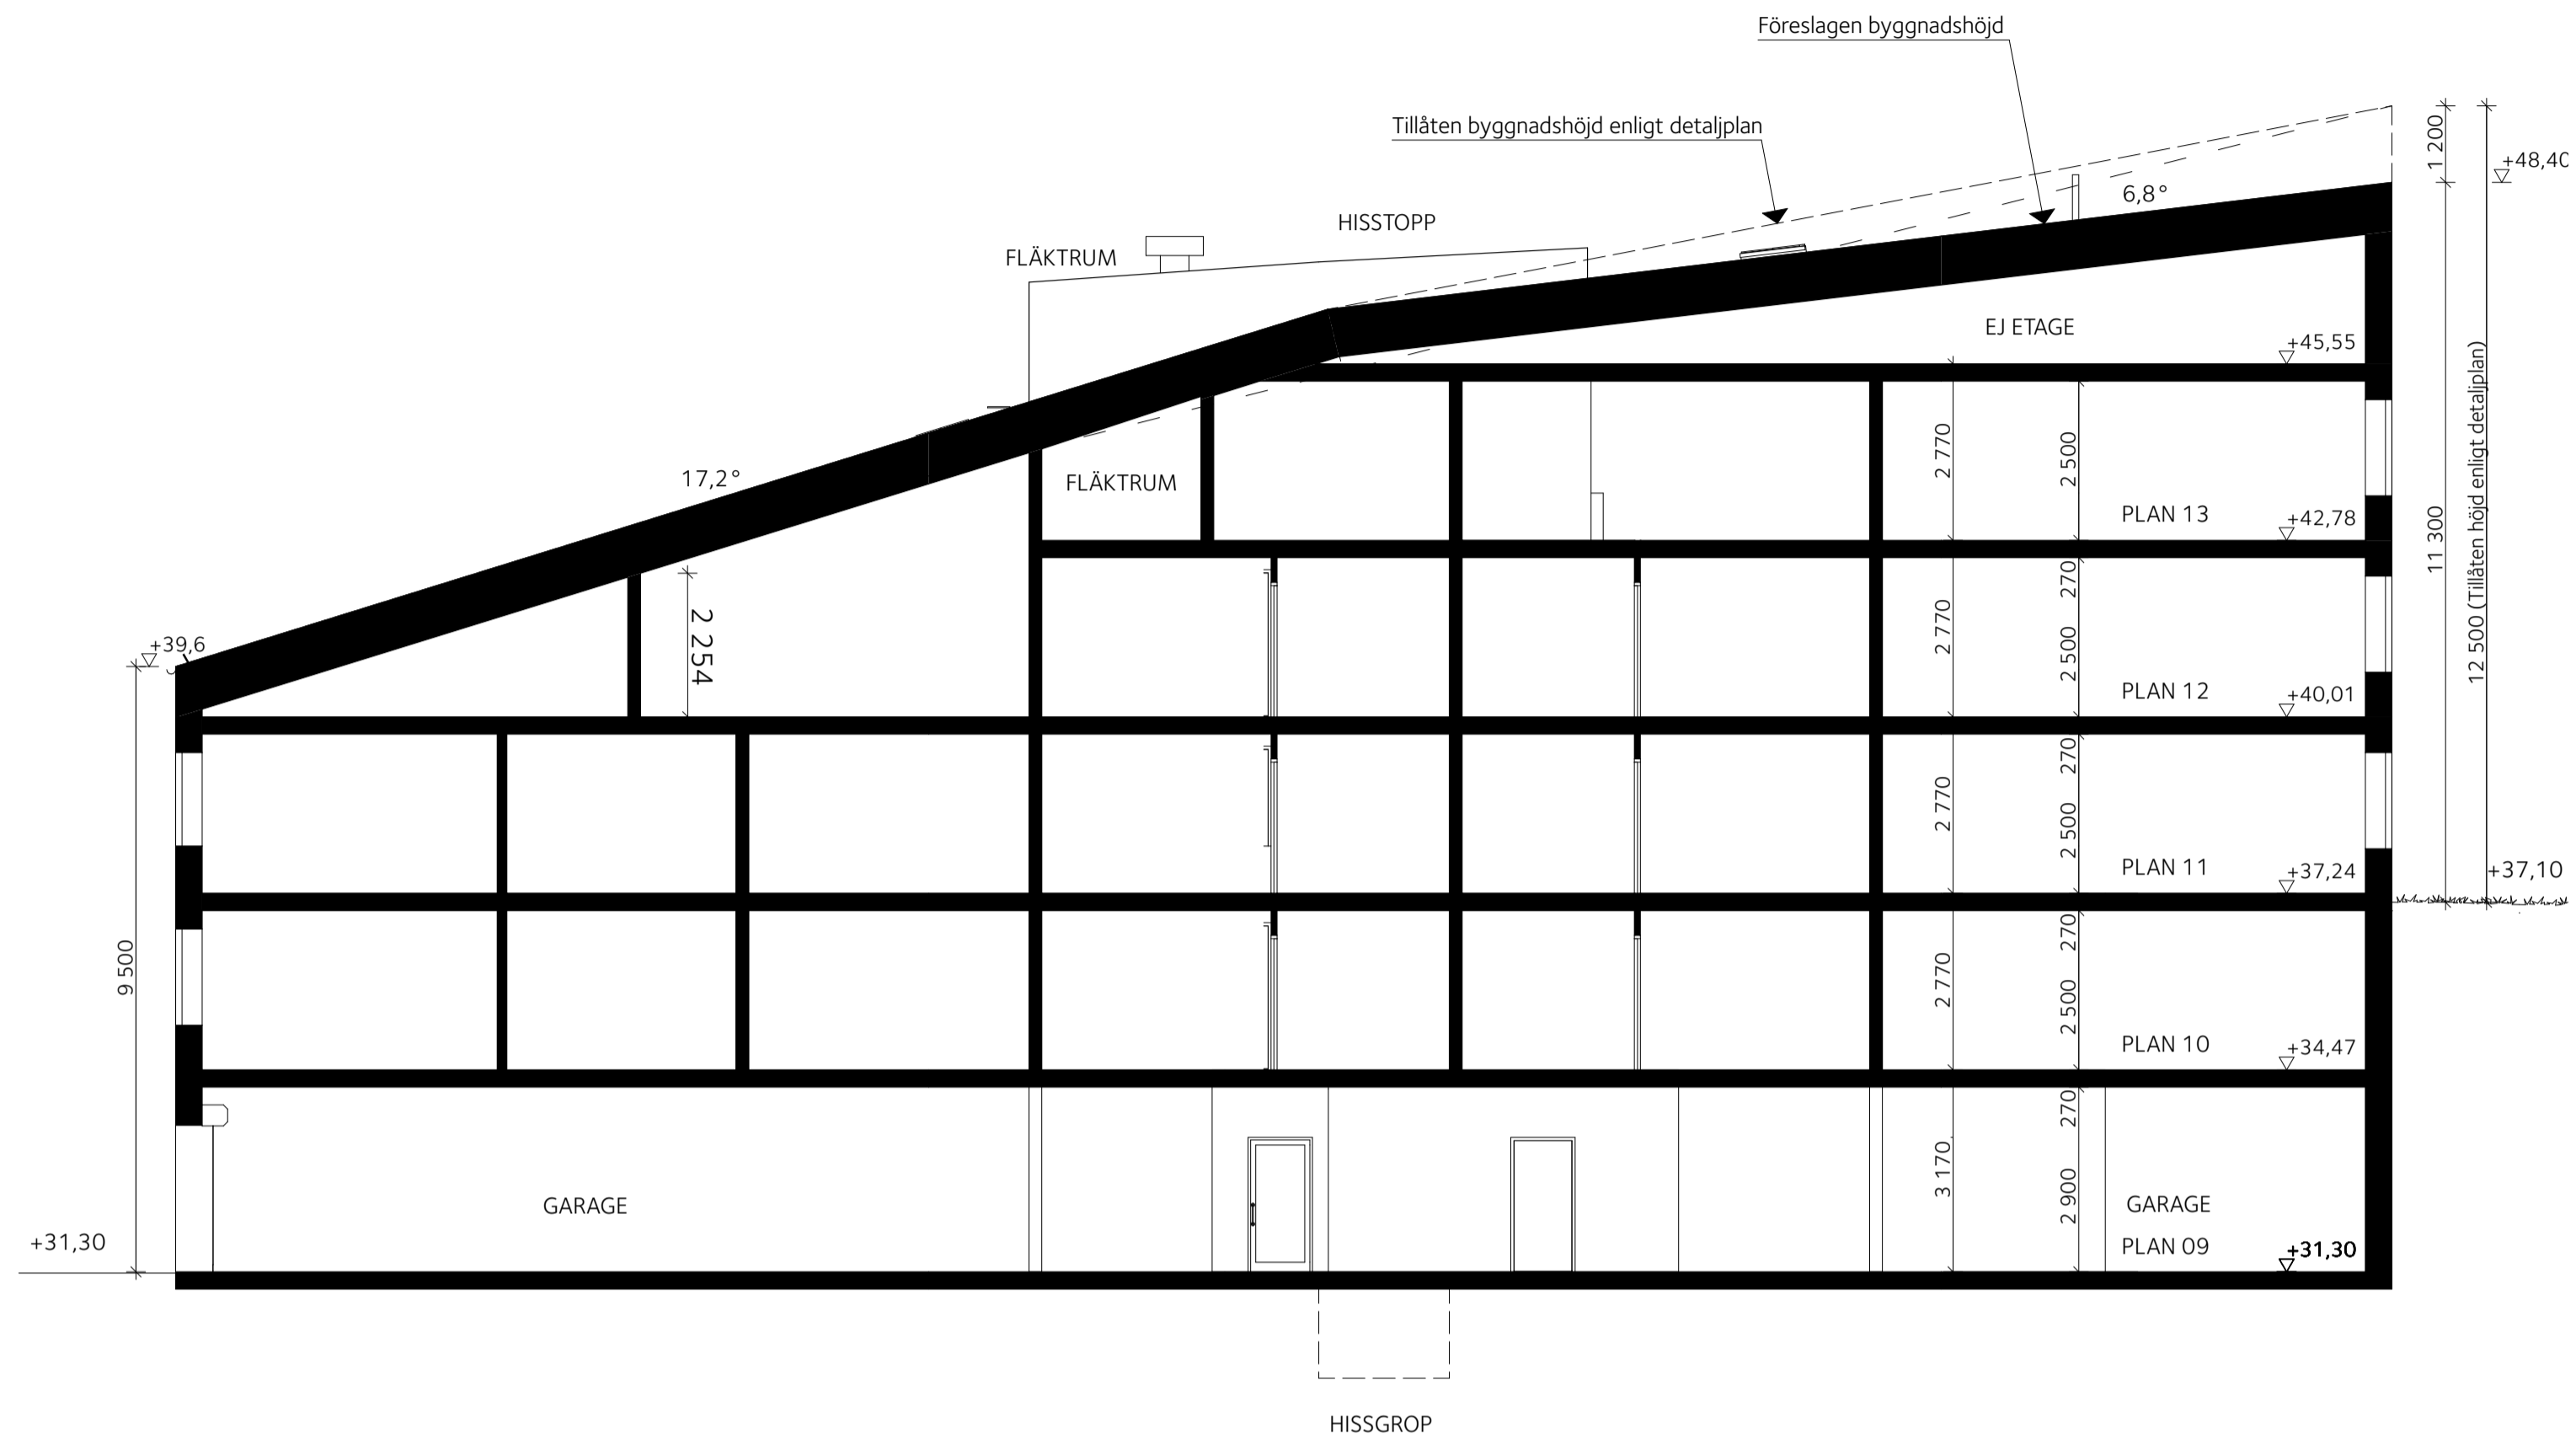 Föreslagen byggnadshöjd
Tillåten byggnadshöjd enligt detaljplan
1 200
+48,40
6,8°
HISSTOPP
FLÄKTRUM
EJ ETAGE
+45,55
12 500 (Tillåten höjd enligt detaljplan)
2 770
2 500
17,2°
FLÄKTRUM
PLAN 13
+42,78
11 300
270
2 254
2 770
2 500
+39,6
PLAN 12
+40,01
270
2 770
2 500
PLAN 11
+37,24
+37,10
270
9 500
2 770
2 500
PLAN 10
+34,47
270
3 170
2 900
GARAGE
GARAGE
+31,30
PLAN 09
+31,30
HISSGROP